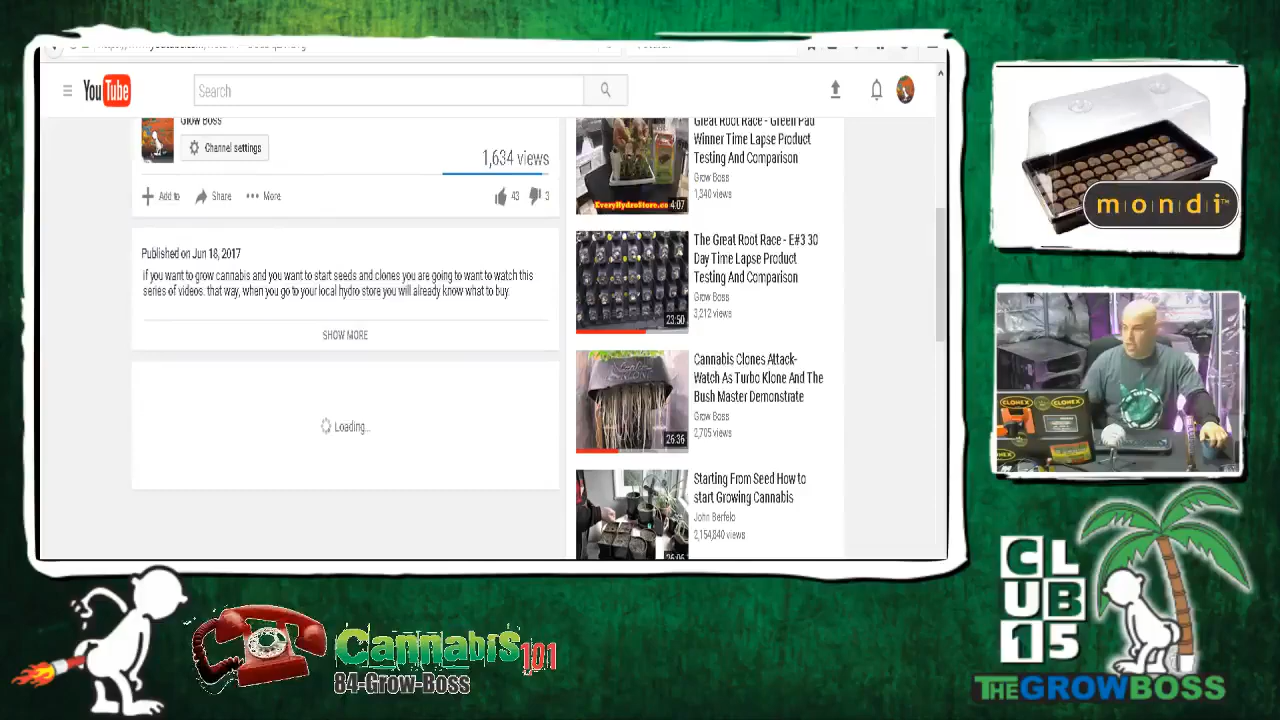 YouTube
Search
Grow Boss
Channel settings
1,634 views
Add to
Share
More
43
3
Published on Jun 18, 2017
if you want to grow cannabis and you want to start seeds and clones you are going to want to watch this
series of videos. that way, when you go to your local hydro store you will already know what to buy.
SHOW MORE
Loading...
Great Root Race - Green Pad
Winner Time Lapse Product
Testing And Comparison
Grow Boss
1,340 views
EveryHydroStore.co
4:07
The Great Root Race - E#3 30
Day Time Lapse Product
Testing And Comparison
Grow Boss
3,212 views
23:50
Cannabis Clones Attack-
Watch As Turbo Klone And The
Bush Master Demonstrate
Grow Boss
2,705 views
26:36
Starting From Seed How to
start Growing Cannabis
John Berfelo
2,154,840 views
mondi™
CLONEX
CLONEX
CLUB 15
THEGROWBOSS
Cannabis 101
84-Grow-Boss